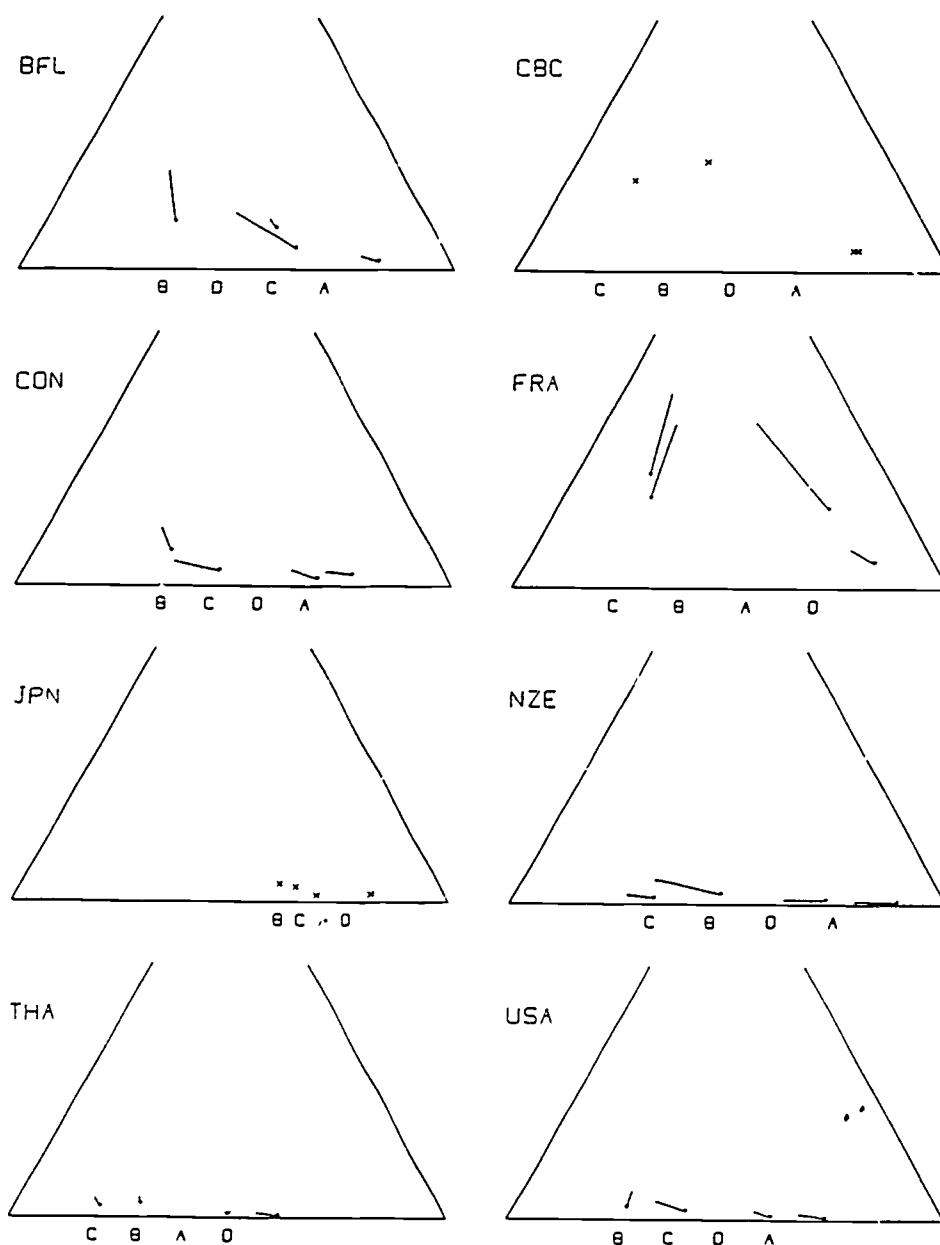 BFL
B D C A
CBC
C B D A
CON
B C D A
FRA
C B A D
JPN
B C D
NZE
C B D A
THA
C B A D
USA
B C D A